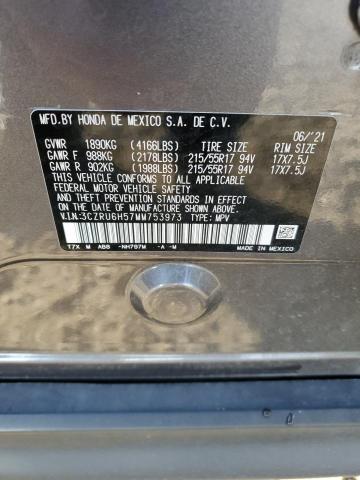 MFD.BY HONDA DE MEXICO S.A. DE C.V.
06/'21
GVWR 1890KG (4166LBS) TIRE SIZE RIM SIZE
GAWR F 988KG (2178LBS) 215/55R17 94V 17X7.5J
GAWR R 902KG (1988LBS) 215/55R17 94V 17X7.5J
THIS VEHICLE CONFORMS TO ALL APPLICABLE
FEDERAL MOTOR VEHICLE SAFETY, BUMPER,
AND THEFT PREVENTION STANDARDS IN EFFECT
ON THE DATE OF MANUFACTURE SHOWN ABOVE.
V.I.N:3CZRU6H57MM753973 TYPE: MPV
T7X M AB8 -NH797M -A -M
MADE IN MEXICO